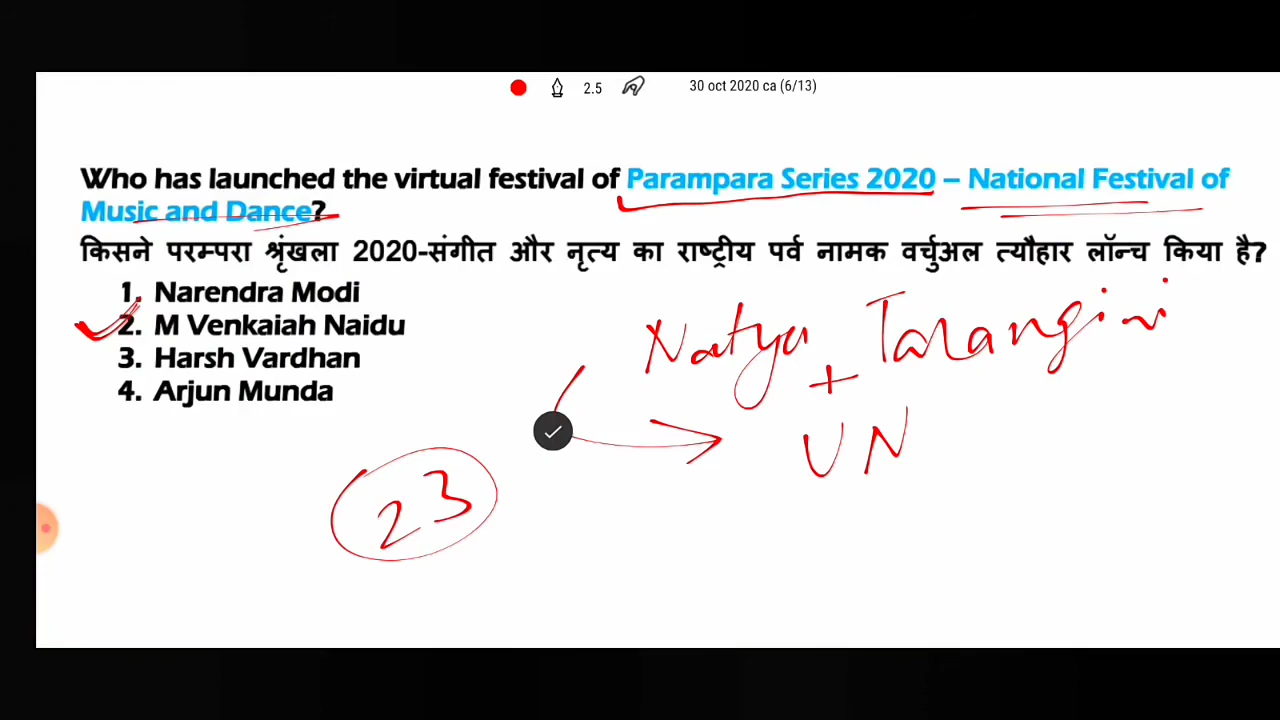 2.5 30 oct 2020 ca (6/13)
Who has launched the virtual festival of Parampara Series 2020 – National Festival of
Music and Dance?
किसने परम्परा श्रृंखला 2020-संगीत और नृत्य का राष्ट्रीय पर्व नामक वर्चुअल त्यौहार लॉन्च किया है?
1. Narendra Modi
2. M Venkaiah Naidu
3. Harsh Vardhan
4. Arjun Munda
Natya Tarangini
+
UN
23